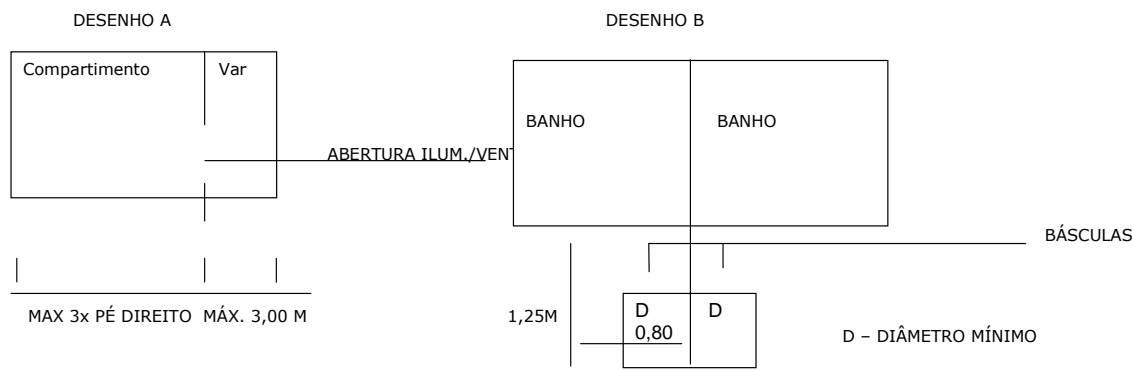 DESENHO A
DESENHO B
Compartimento
Var
BANHO
BANHO
ABERTURA ILUM./VENT
BÁSCULAS
MAX 3x PÉ DIREITO
MÁX. 3,00 M
1,25M
D
0,80
D
D – DIÂMETRO MÍNIMO